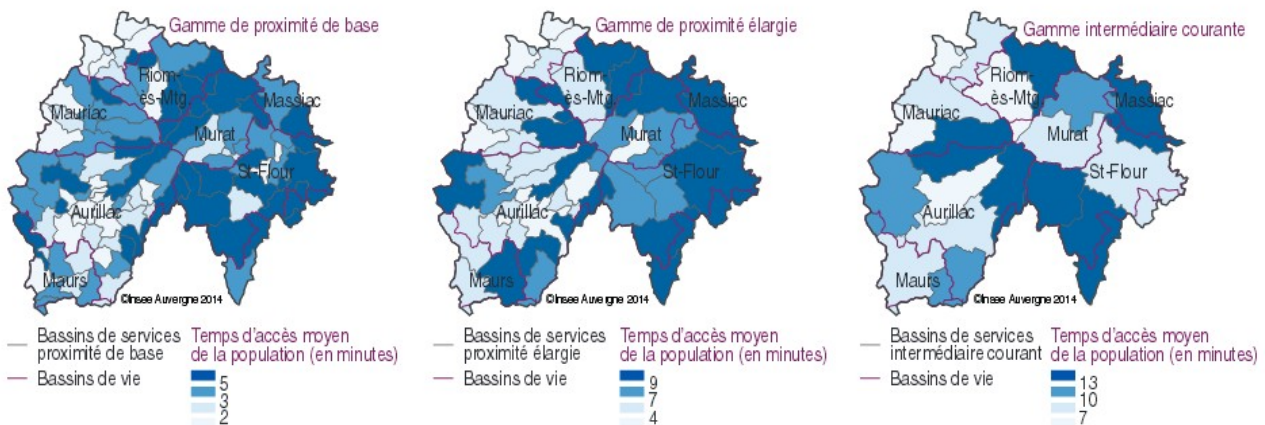 Gamme de proximité de base
Riom-
ès-Mtg.
Massiac
Mauriac
Murat
St-Flour
Aurillac
Maurs
©Insee Auvergne 2014
Bassins de services
proximité de base
Bassins de vie
Temps d'accès moyen
de la population (en minutes)
5
3
2
Gamme de proximité élargie
Riom-
ès-Mtg.
Massiac
Mauriac
Murat
St-Flour
Aurillac
Maurs
©Insee Auvergne 2014
Bassins de services
proximité élargie
Bassins de vie
Temps d'accès moyen
de la population (en minutes)
9
7
4
Gamme intermédiaire courante
Riom-
ès-Mtg.
Massiac
Mauriac
Murat
St-Flour
Aurillac
Maurs
©Insee Auvergne 2014
Bassins de services
intermédiaire courant
Bassins de vie
Temps d'accès moyen
de la population (en minutes)
13
10
7